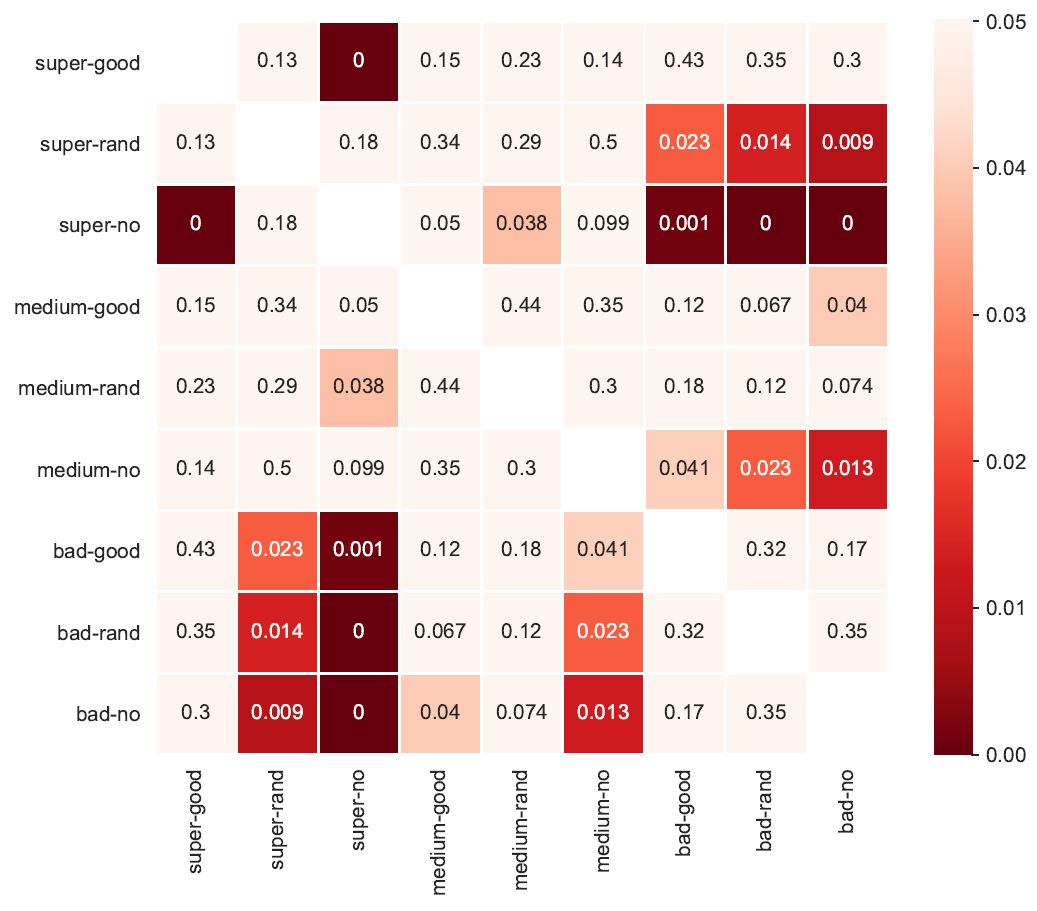 super-good 0.13 0 0.15 0.23 0.14 0.43 0.35 0.3
super-rand 0.13 0.18 0.34 0.29 0.5 0.023 0.014 0.009
super-no 0 0.18 0.05 0.038 0.099 0.001 0 0
medium-good 0.15 0.34 0.05 0.44 0.35 0.12 0.067 0.04
medium-rand 0.23 0.29 0.038 0.44 0.3 0.18 0.12 0.074
medium-no 0.14 0.5 0.099 0.35 0.3 0.041 0.023 0.013
bad-good 0.43 0.023 0.001 0.12 0.18 0.041 0.32 0.17
bad-rand 0.35 0.014 0 0.067 0.12 0.023 0.32 0.35
bad-no 0.3 0.009 0 0.04 0.074 0.013 0.17 0.35
super-good
super-rand
super-no
medium-good
medium-rand
medium-no
bad-good
bad-rand
bad-no
0.05
0.04
0.03
0.02
0.01
0.00